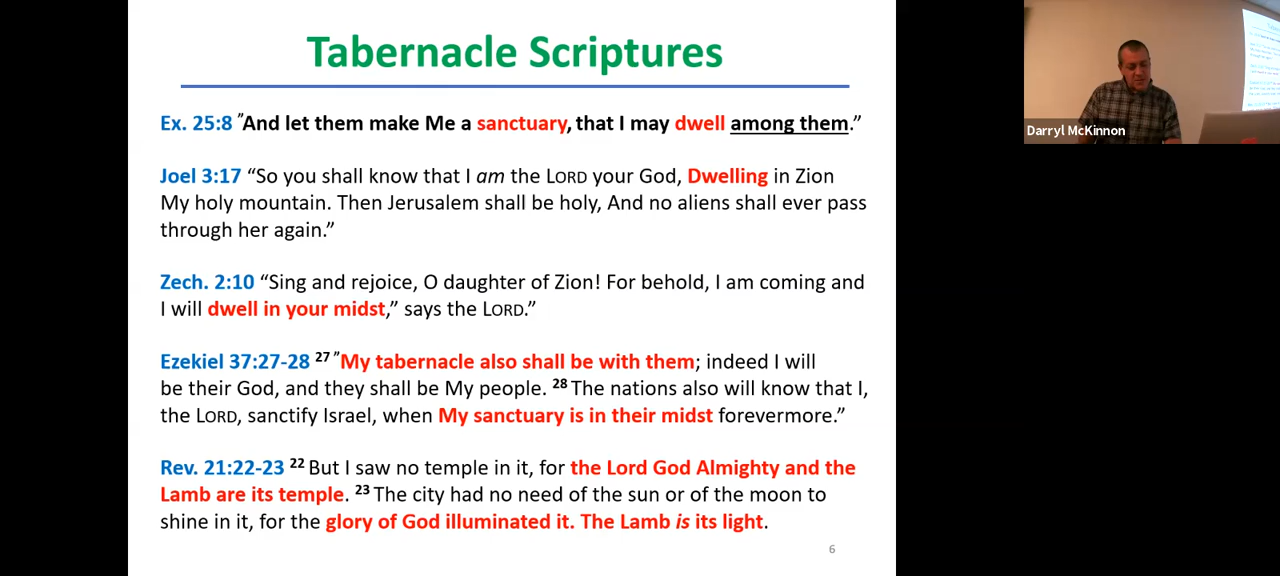 Tabernacle Scriptures
Ex. 25:8 "And let them make Me a sanctuary, that I may dwell among them.”
Joel 3:17 “So you shall know that I am the LORD your God, Dwelling in Zion
My holy mountain. Then Jerusalem shall be holy, And no aliens shall ever pass
through her again.”
Zech. 2:10 “Sing and rejoice, O daughter of Zion! For behold, I am coming and
I will dwell in your midst,” says the LORD.”
Ezekiel 37:27-28 27 "My tabernacle also shall be with them; indeed I will
be their God, and they shall be My people. 28 The nations also will know that I,
the LORD, sanctify Israel, when My sanctuary is in their midst forevermore.”
Rev. 21:22-23 22 But I saw no temple in it, for the Lord God Almighty and the
Lamb are its temple. 23 The city had no need of the sun or of the moon to
shine in it, for the glory of God illuminated it. The Lamb is its light.
6
Darryl McKinnon